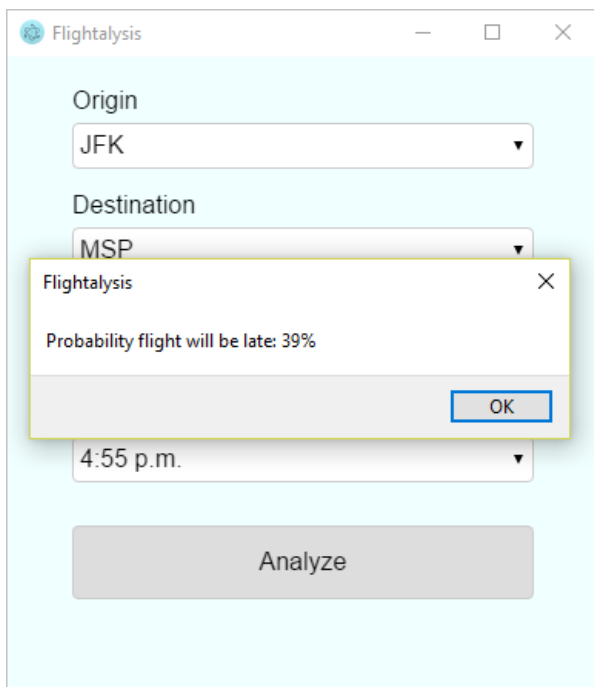 Flightalysis
Origin
JFK
Destination
MSP
Flightalysis
Probability flight will be late: 39%
OK
4:55 p.m.
Analyze